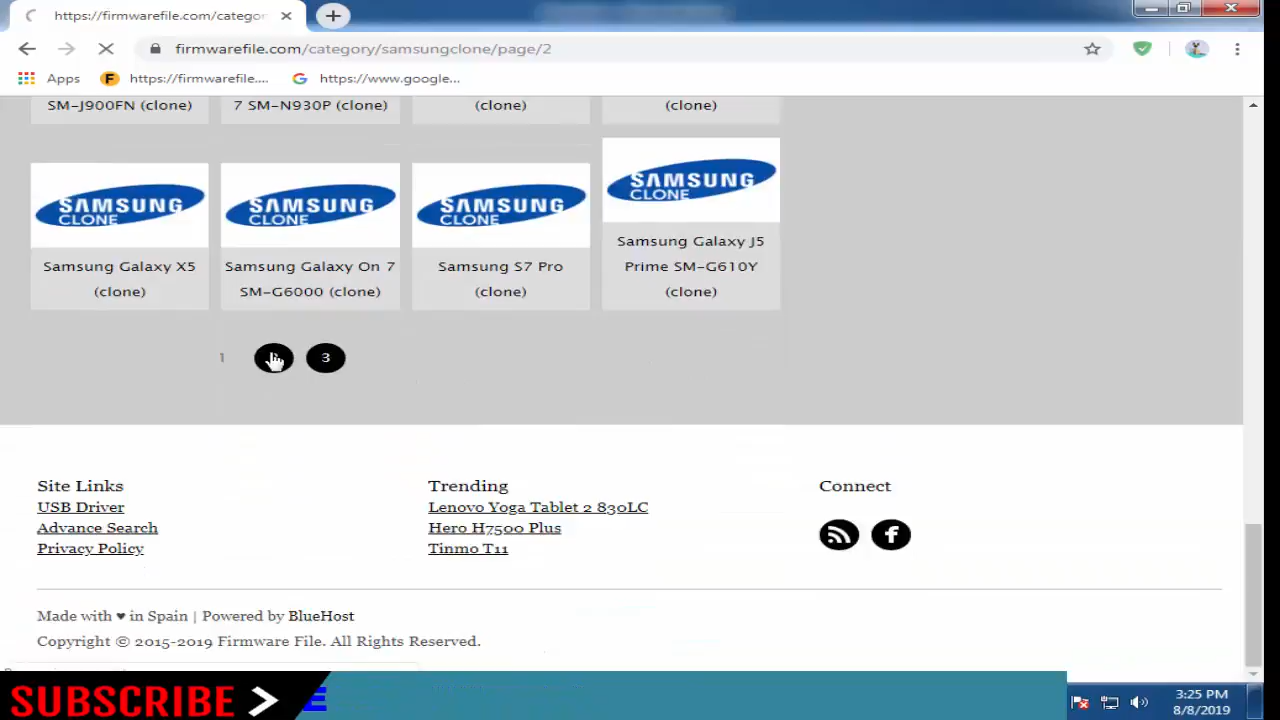 https://firmwarefile.com/categor
firmwarefile.com/category/samsungclone/page/2
Apps
https://firmwarefile....
https://www.google...
SM-J900FN (clone)
7 SM-N930P (clone)
(clone)
(clone)
SAMSUNG
CLONE
SAMSUNG
CLONE
SAMSUNG
CLONE
SAMSUNG
CLONE
Samsung Galaxy X5
(clone)
Samsung Galaxy On 7
SM-G6000 (clone)
Samsung S7 Pro
(clone)
Samsung Galaxy J5
Prime SM-G610Y
(clone)
1
3
Site Links
USB Driver
Advance Search
Privacy Policy
Trending
Lenovo Yoga Tablet 2 830LC
Hero H7500 Plus
Tinmo T11
Connect
Made with ♥ in Spain | Powered by BlueHost
Copyright © 2015-2019 Firmware File. All Rights Reserved.
SUBSCRIBE >
E
3:25 PM
8/8/2019